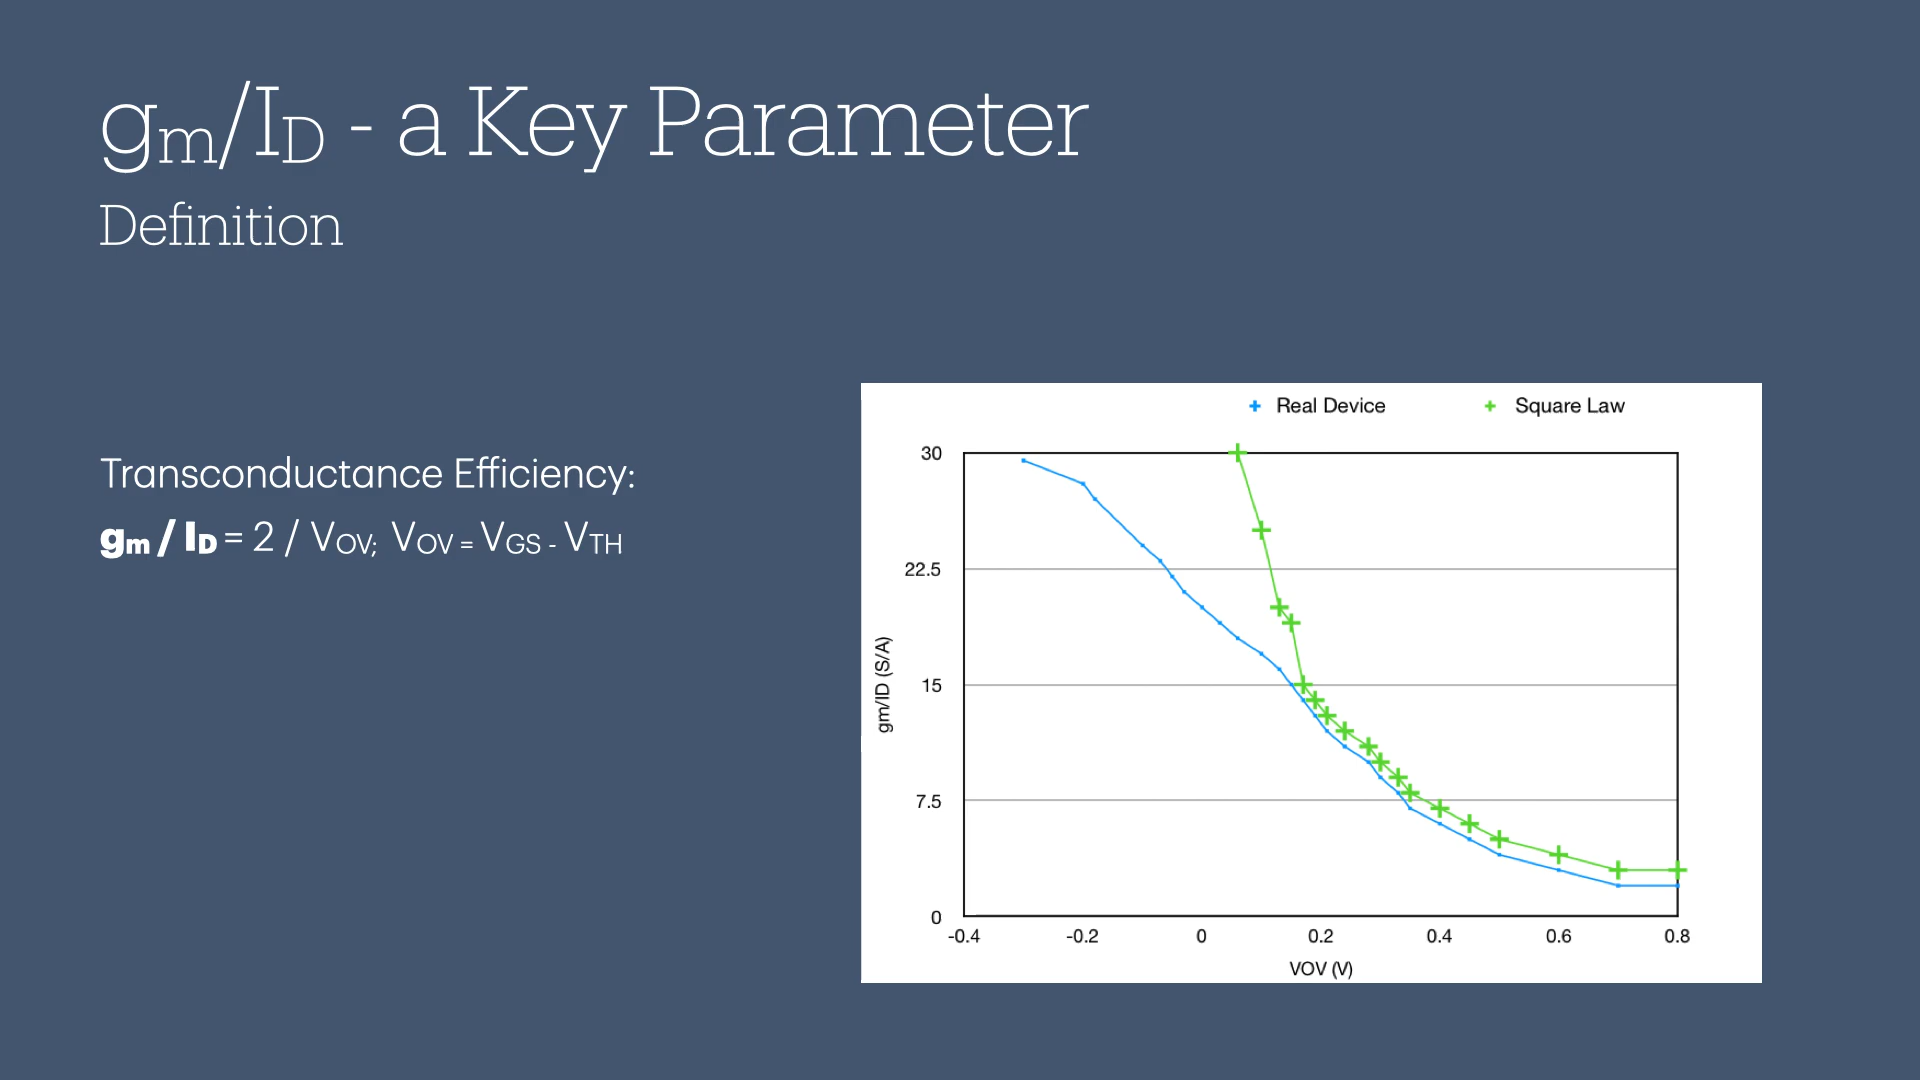 gm/ID - a Key Parameter
Definition
Transconductance Efficiency:
gm / ID = 2 / VOV; VOV = VGS - VTH
Real Device
Square Law
30
22.5
15
7.5
0
gm/ID (S/A)
-0.4
-0.2
0
0.2
0.4
0.6
0.8
VOV (V)